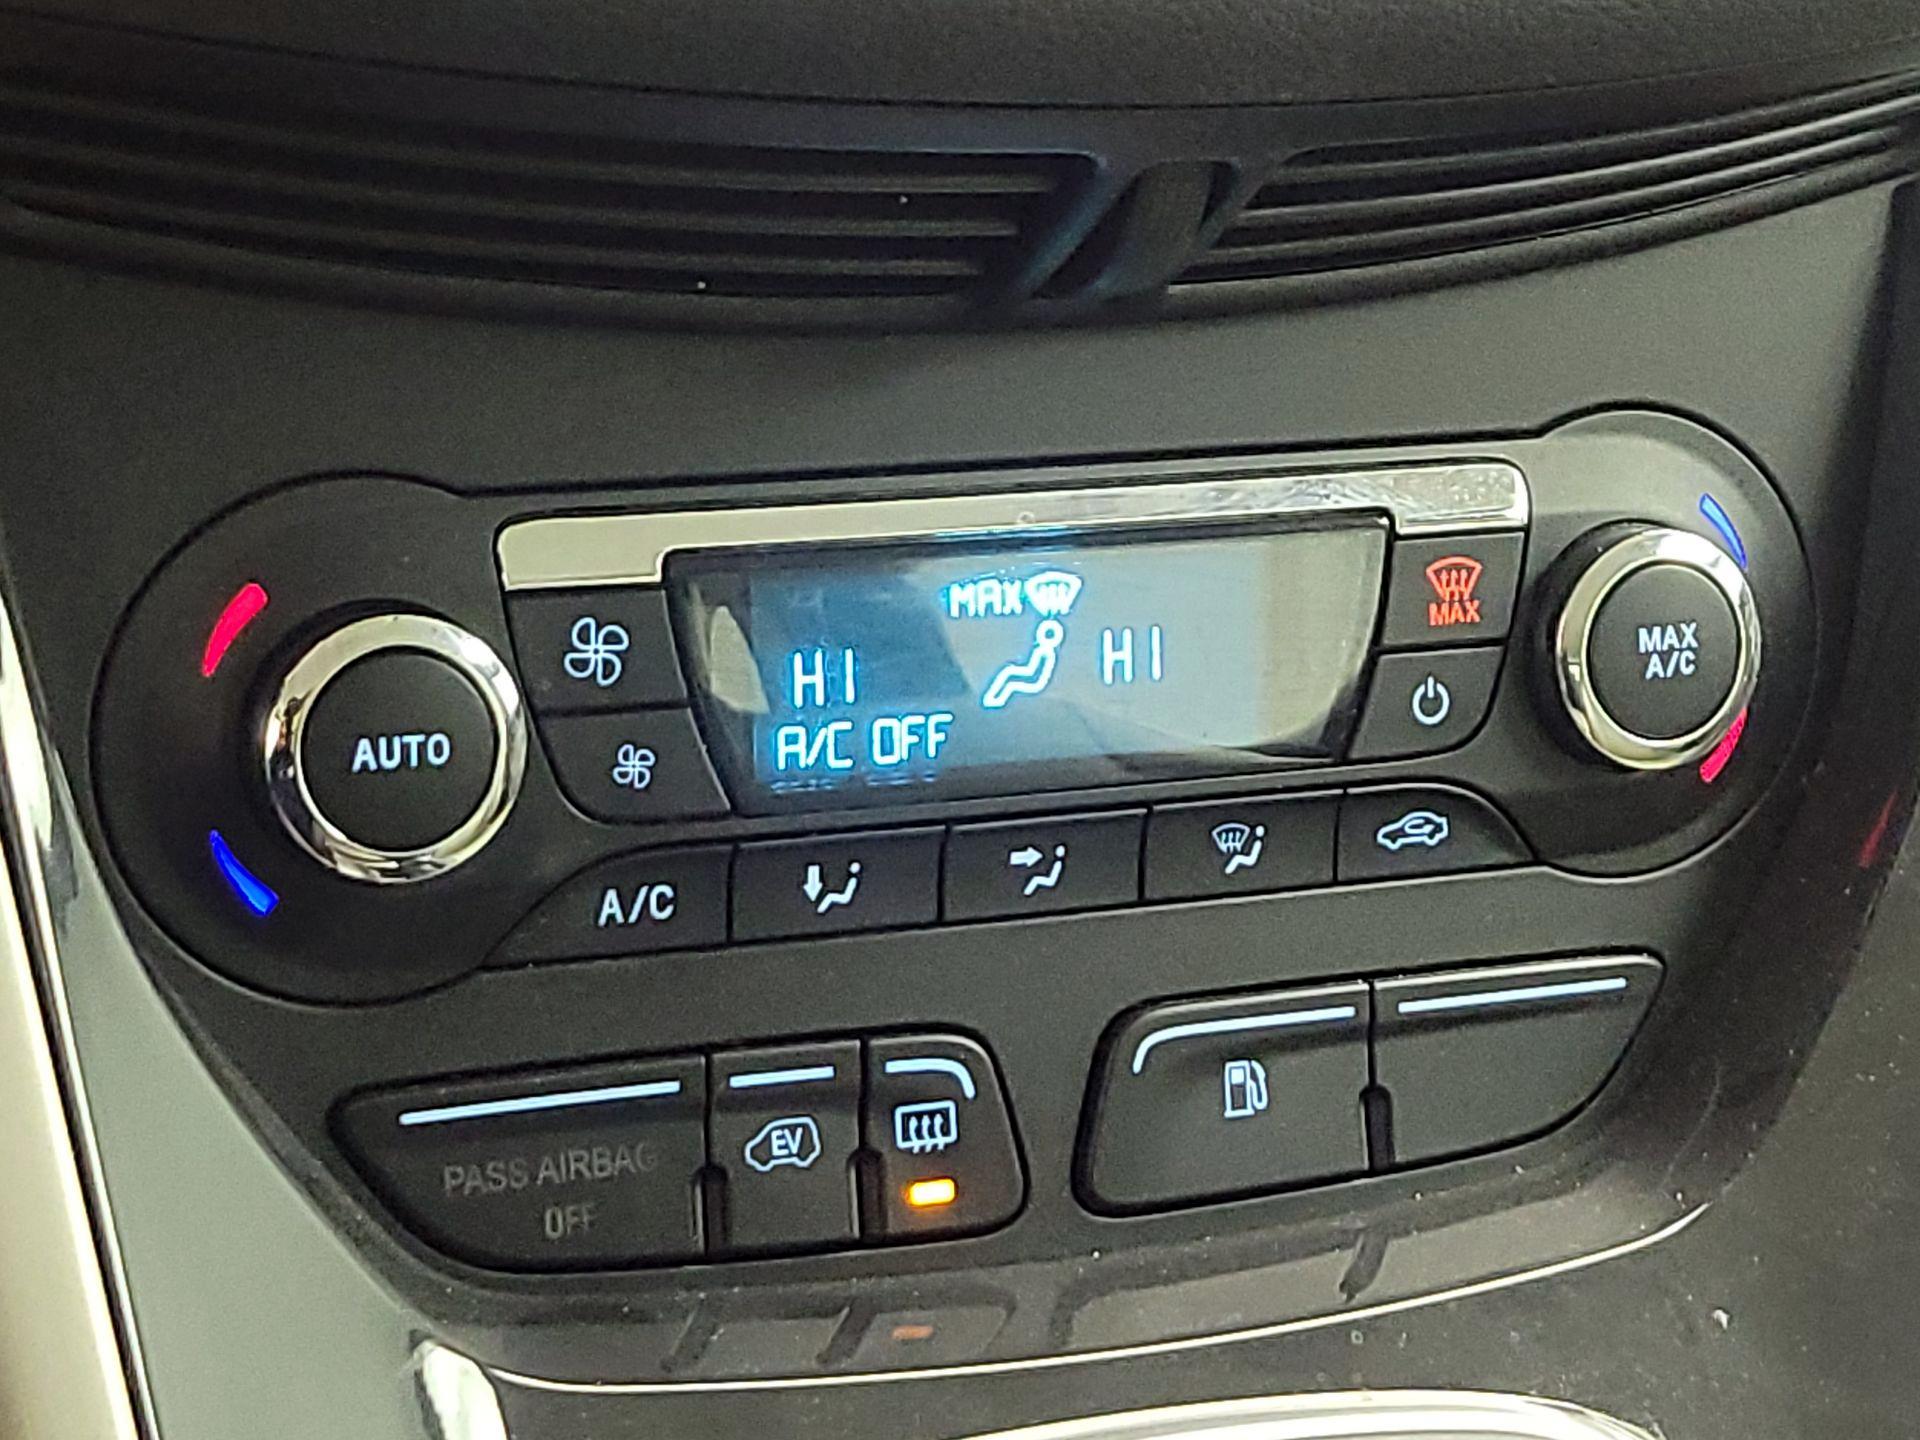 MAX
HI
HI
A/C OFF
MAX
MAX
A/C
AUTO
A/C
EV
PASS AIRBAG
OFF